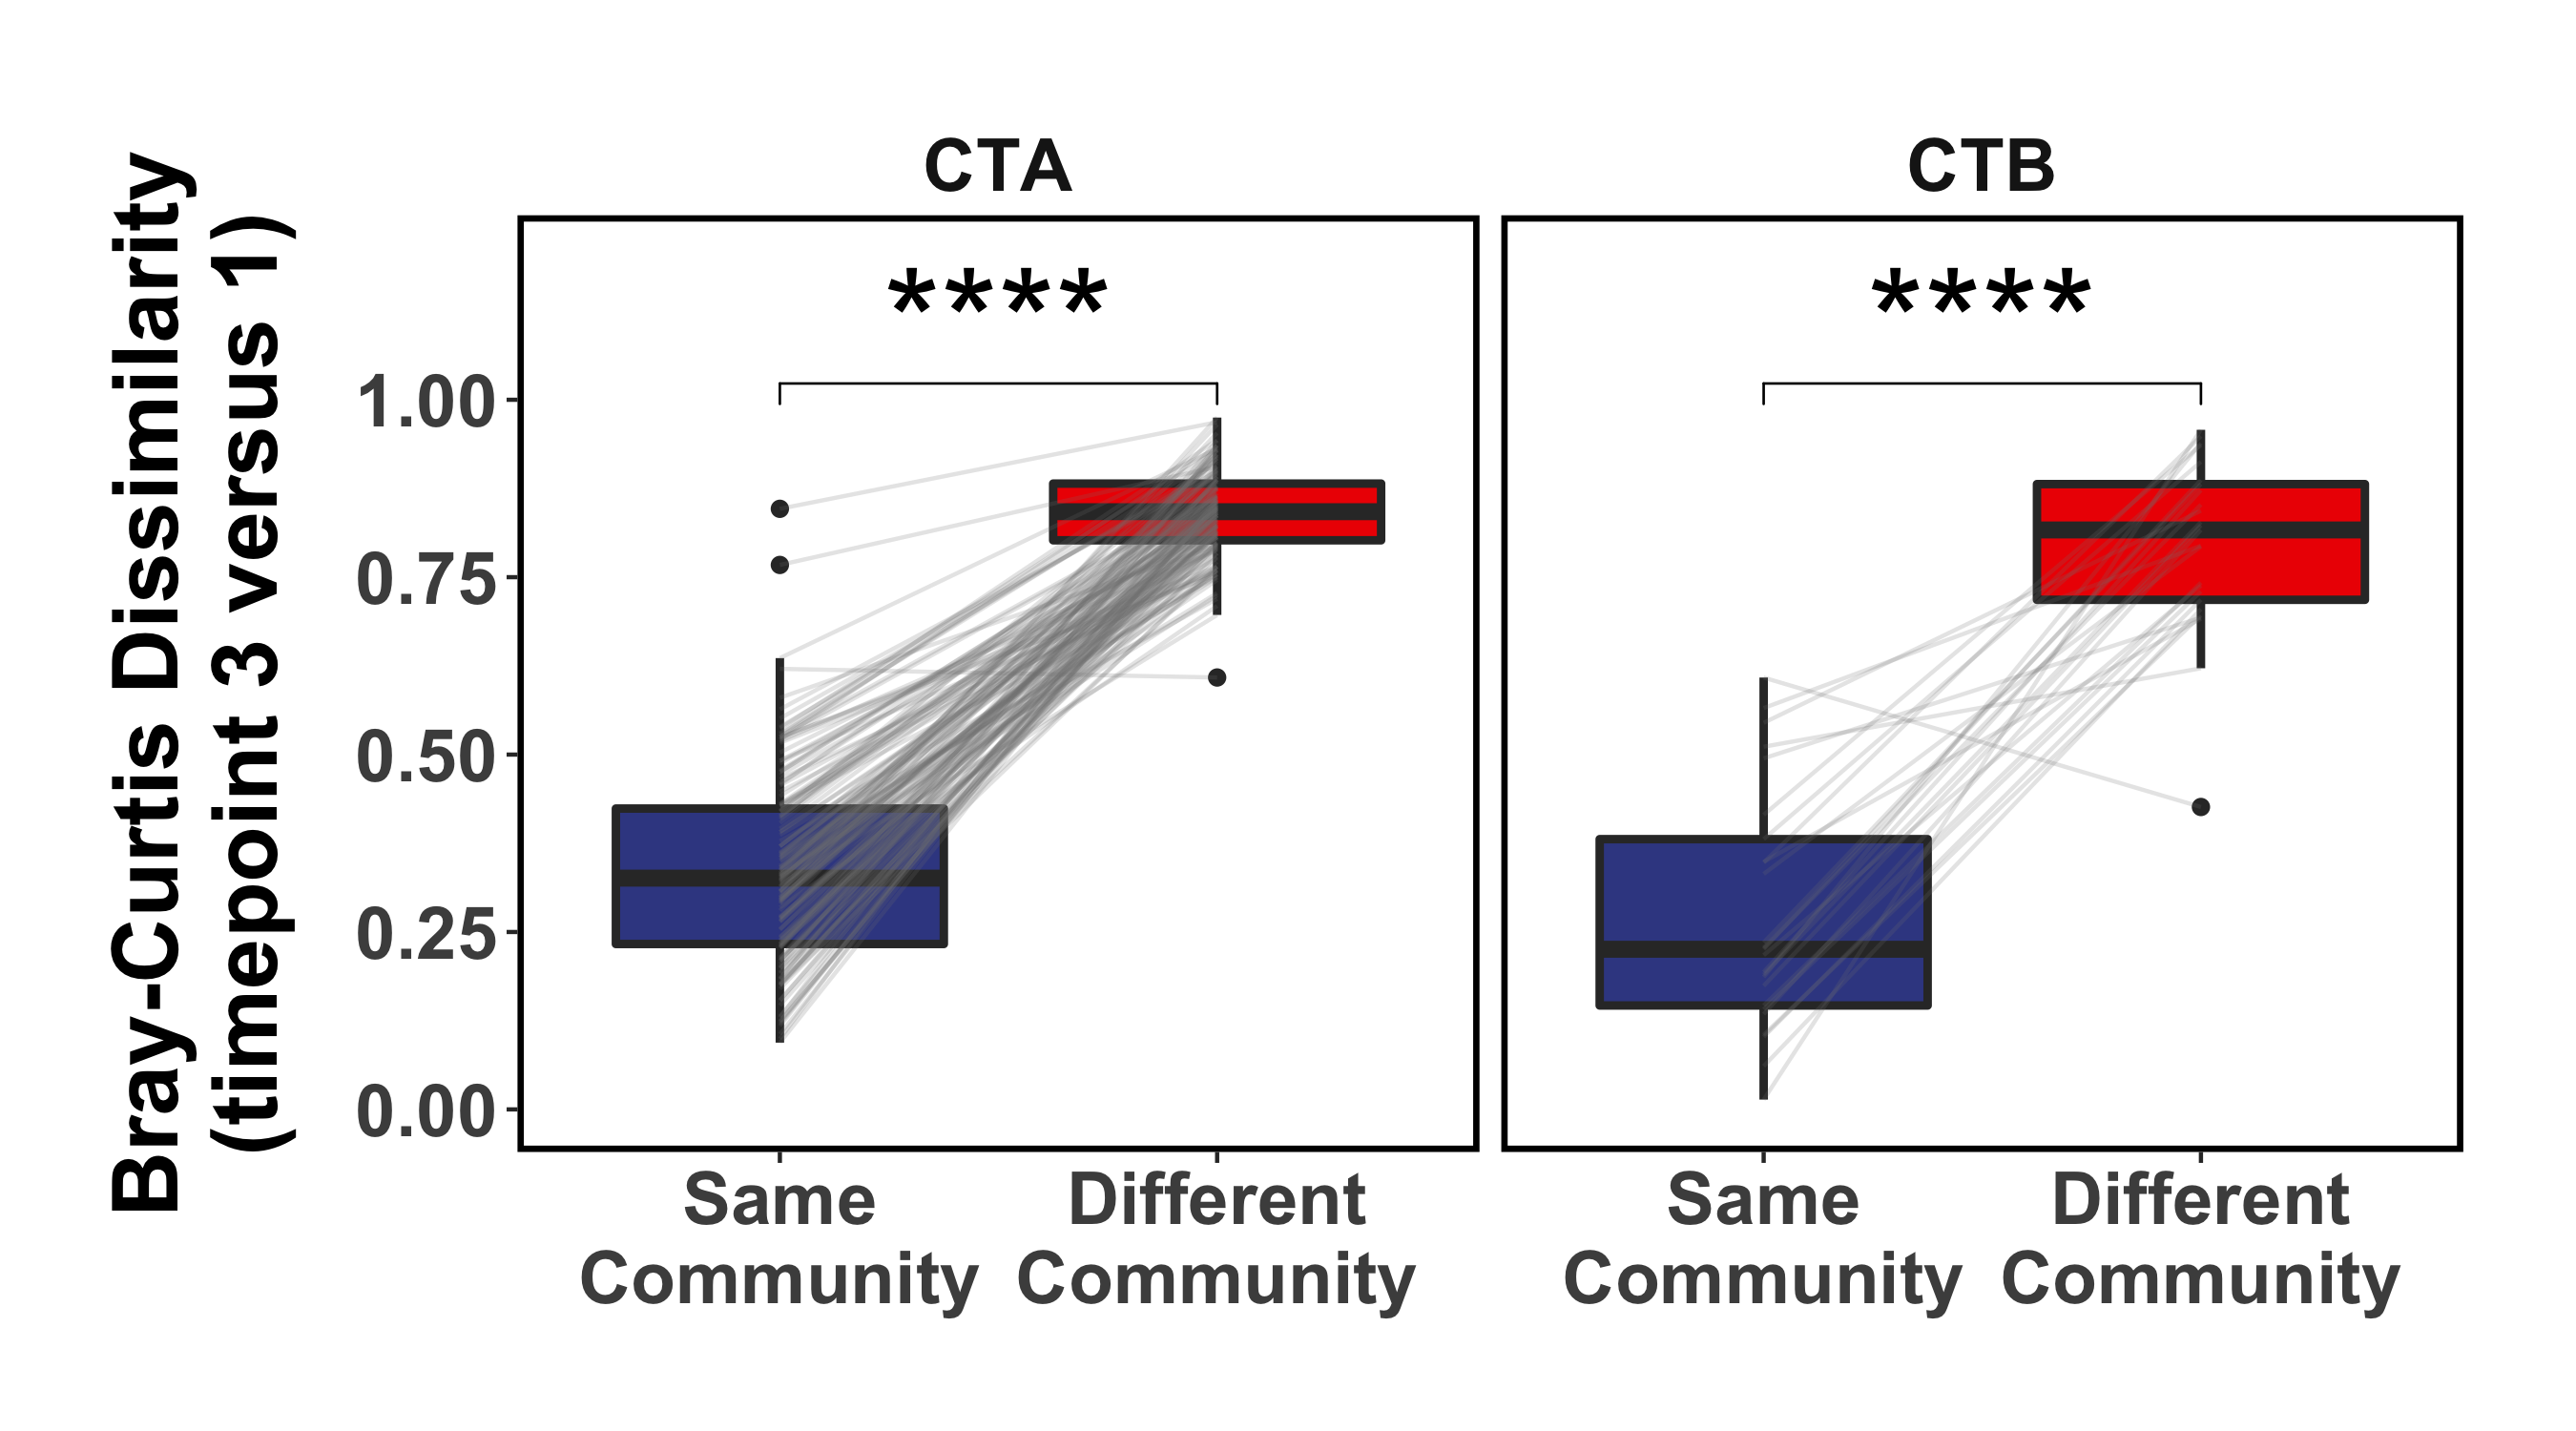 Bray-Curtis Dissimilarity
(timepoint 3 versus 1)
CTA
CTB
****
****
1.00
0.75
0.50
0.25
0.00
Same
Community
Different
Community
Same
Community
Different
Community